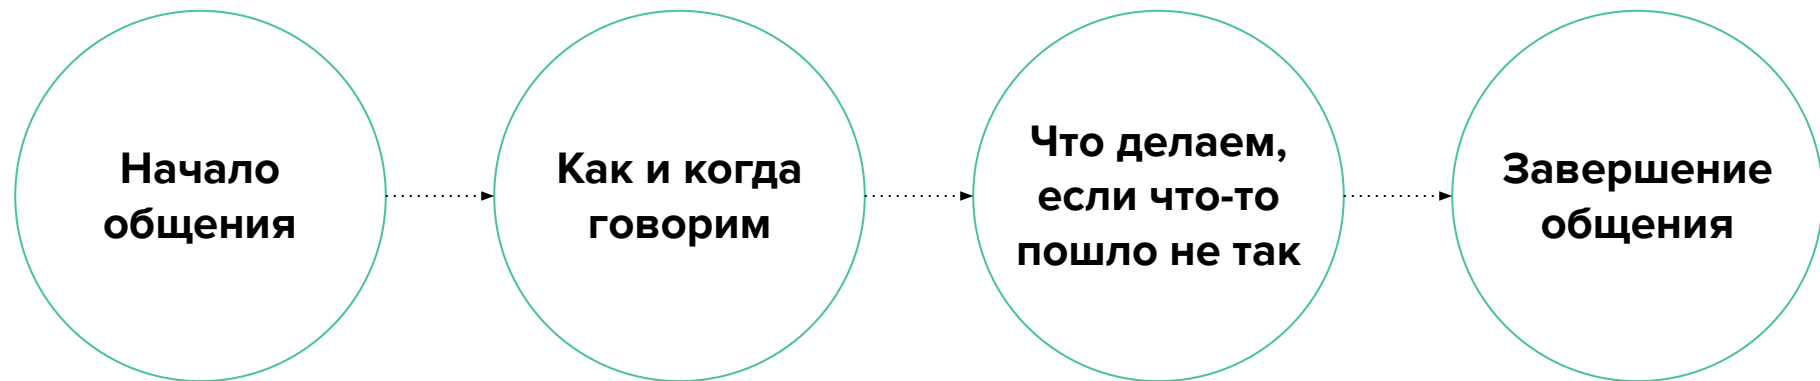 Начало
общения
Как и когда
говорим
Что делаем,
если что-то
пошло не так
Завершение
общения